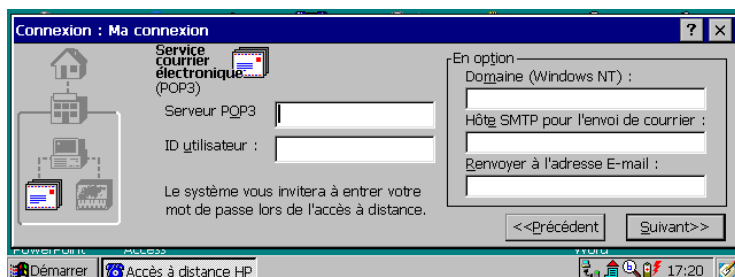 Connexion : Ma connexion
Service
courrier
électronique
(POP3)
Serveur POP3
ID utilisateur :
Le système vous invitera à entrer votre
mot de passe lors de l'accès à distance.
En option
Domaine (Windows NT) :
Hôte SMTP pour l'envoi de courrier :
Renvoyer à l'adresse E-mail :
<<Précédent
Suivant>>
PowerPoint
Access
Word
Démarrer
Accès à distance HP
17:20